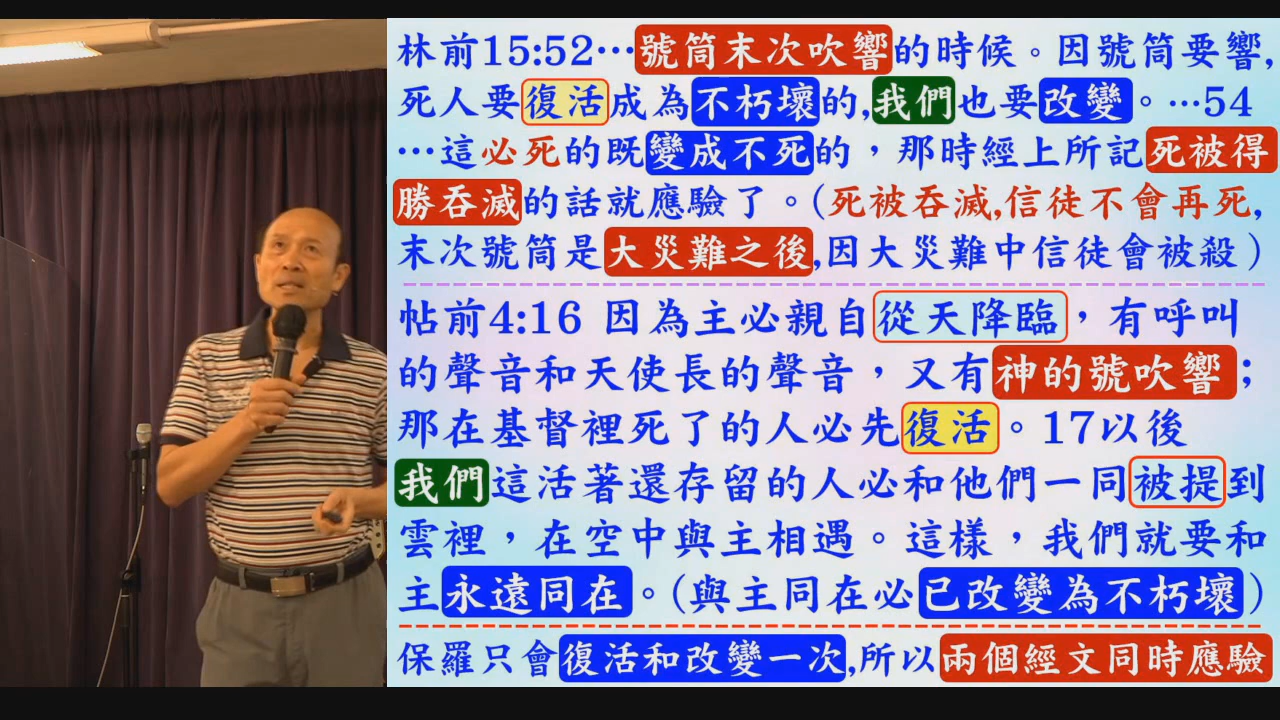 林前15:52…號筒末次吹響的時候。因號筒要響,
死人要復活成為不朽壞的,我們也要改變。…54
…這必死的既變成不死的，那時經上所記死被得
勝吞滅的話就應驗了。(死被吞滅,信徒不會再死,
末次號筒是大災難之後,因大災難中信徒會被殺)
帖前4:16 因為主必親自從天降臨，有呼叫
的聲音和天使長的聲音，又有神的號吹響；
那在基督裡死了的人必先復活。17以後
我們這活著還存留的人必和他們一同被提到
雲裡，在空中與主相遇。這樣，我們就要和
主永遠同在。(與主同在必已改變為不朽壞)
保羅只會復活和改變一次,所以兩個經文同時應驗